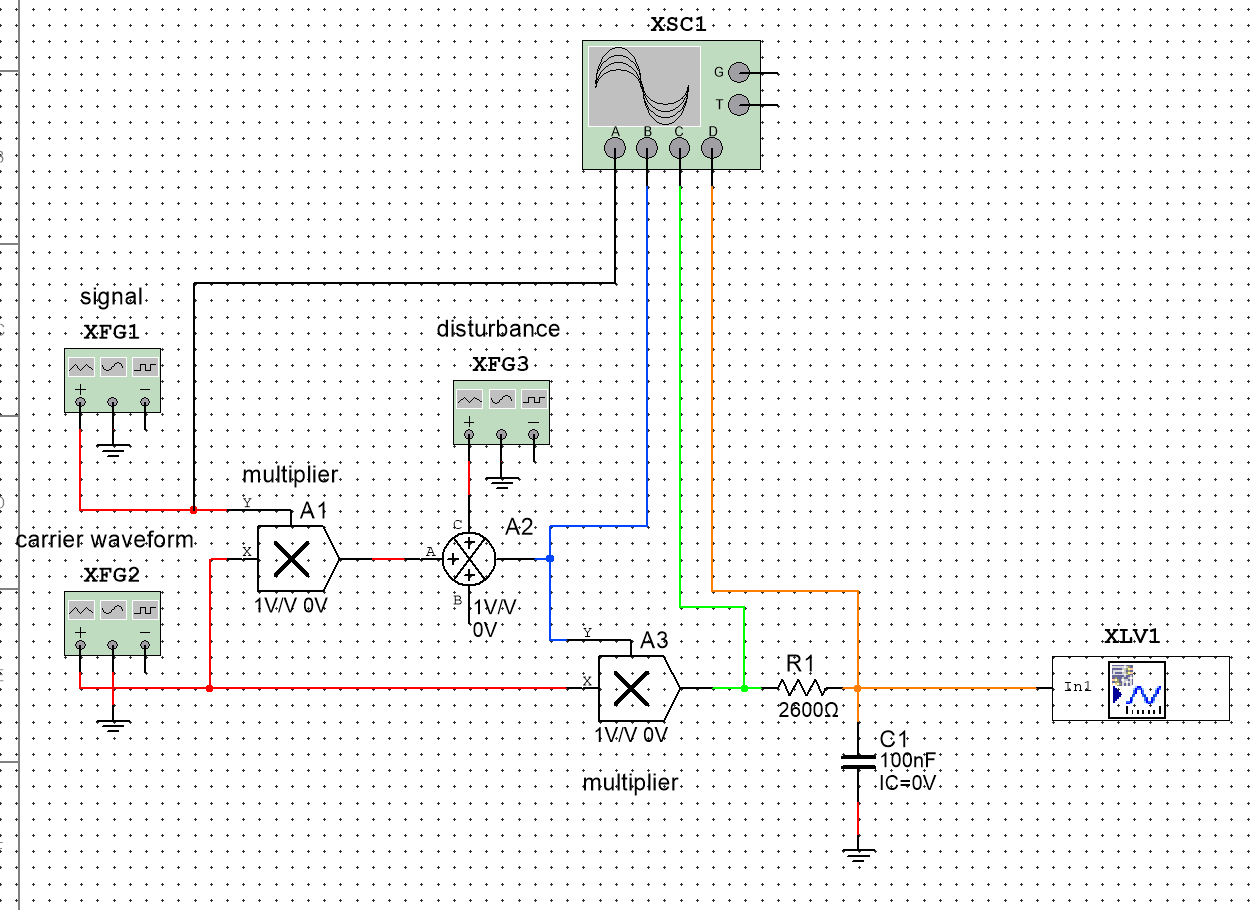 XSC1
G
T
A B C D
signal
XFG1
+ −
disturbance
XFG3
+ −
multiplier
Y
A1
X
1V/V 0V
carrier waveform
XFG2
+ −
C
A2
A
B
1V/V
0V
Y
A3
X
1V/V 0V
multiplier
R1
2600Ω
C1
100nF
IC=0V
XLV1
In1